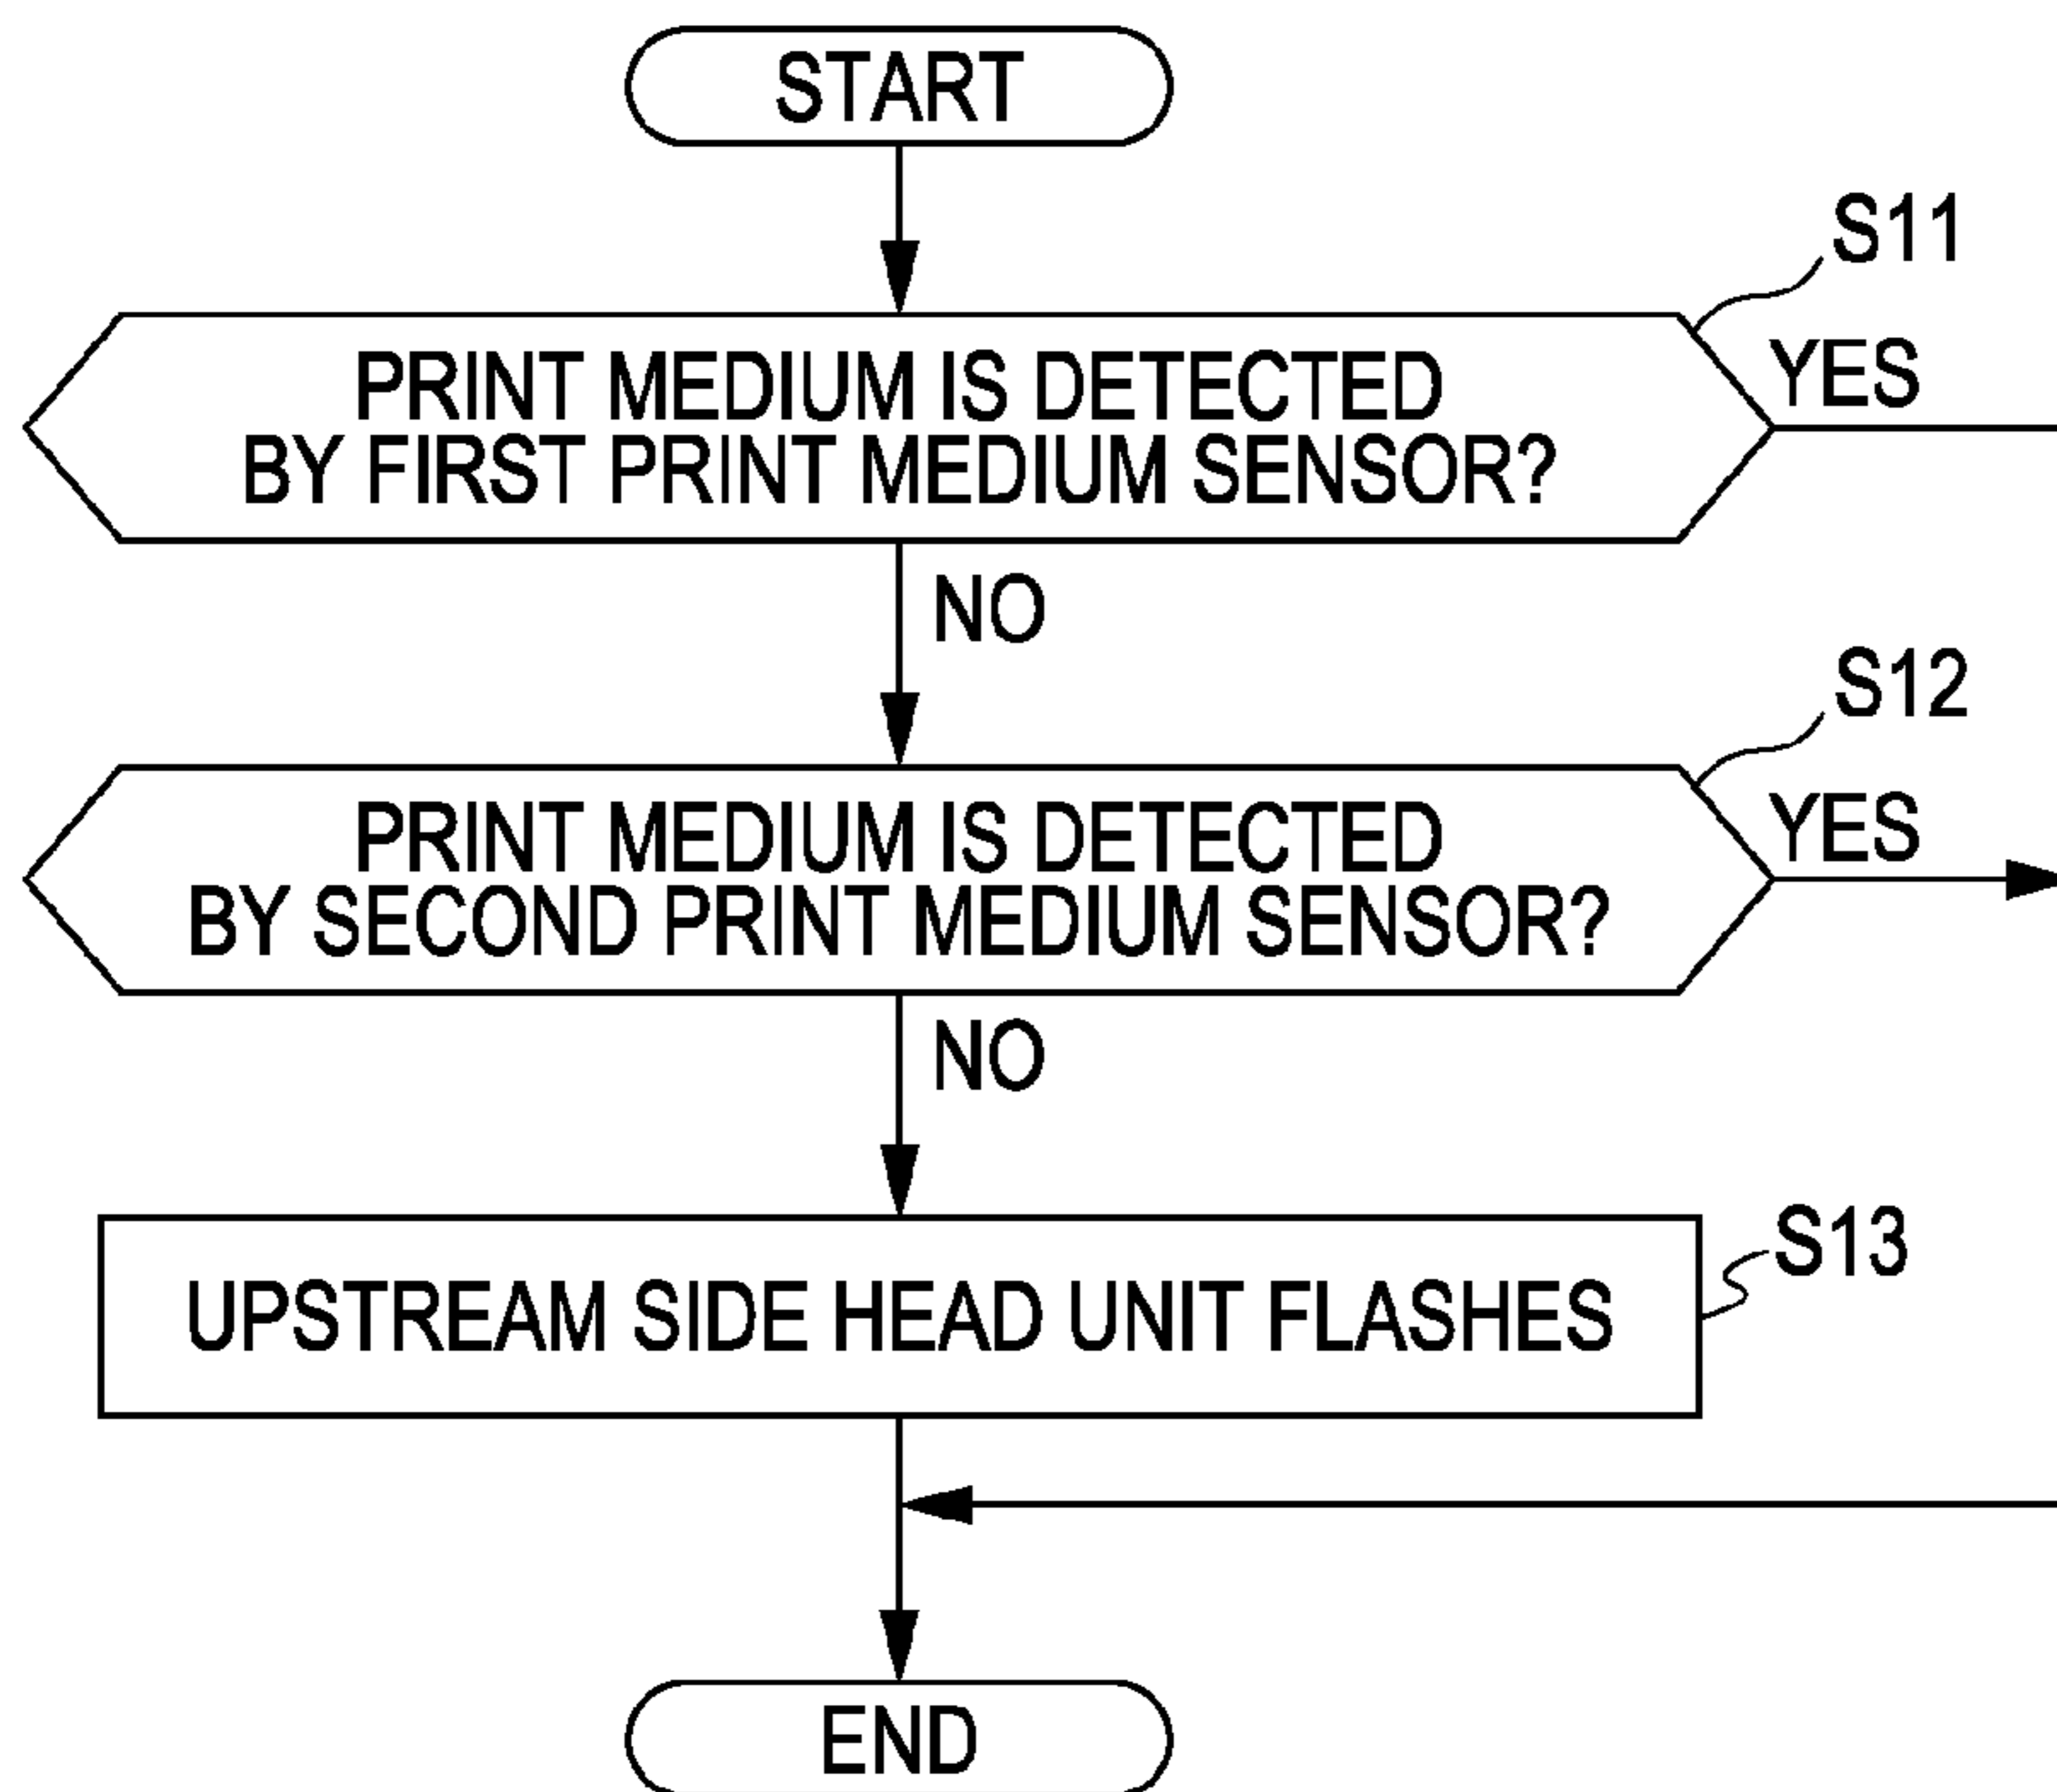 START
S11
PRINT MEDIUM IS DETECTED
BY FIRST PRINT MEDIUM SENSOR?
YES
NO
S12
PRINT MEDIUM IS DETECTED
BY SECOND PRINT MEDIUM SENSOR?
YES
NO
S13
UPSTREAM SIDE HEAD UNIT FLASHES
END